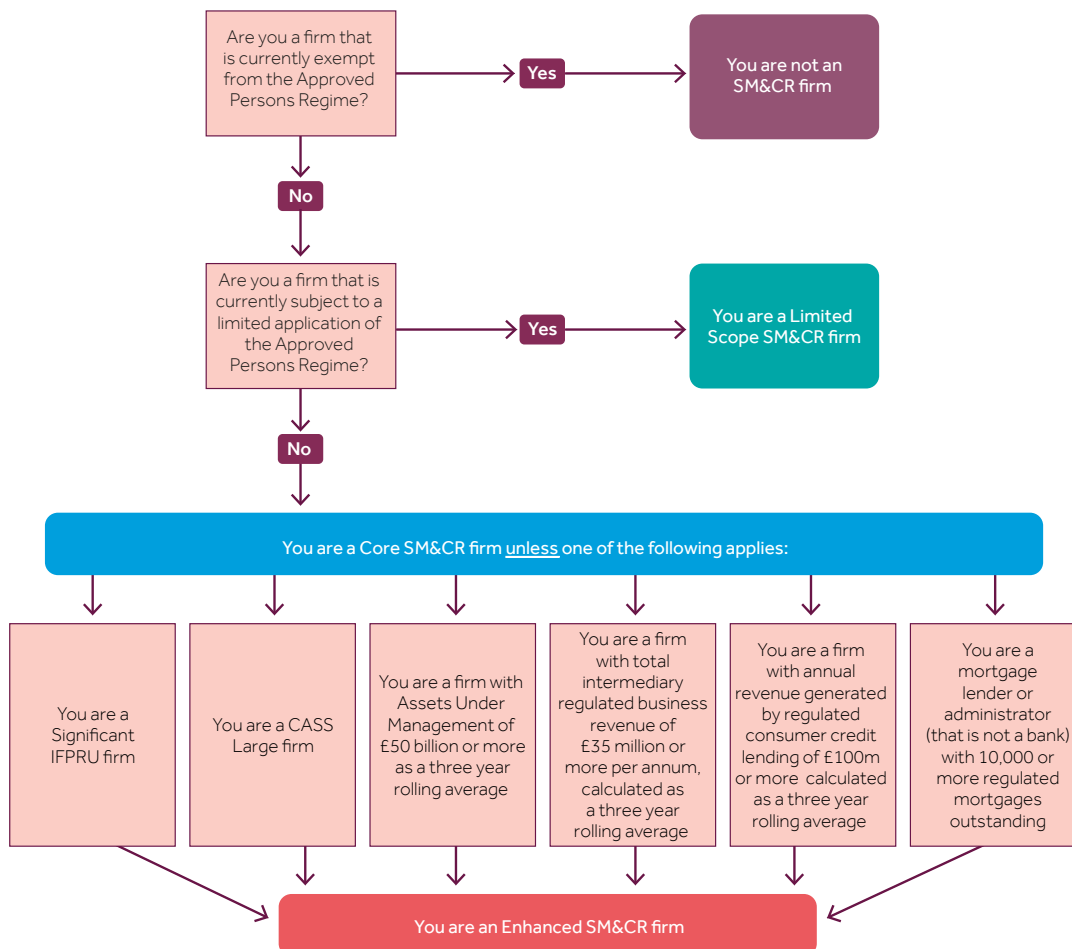 Are you a firm that
is currently exempt
from the Approved
Persons Regime?
Yes
You are not an
SM&CR firm
No
Are you a firm that is
currently subject to a
limited application of
the Approved
Persons Regime?
Yes
You are a Limited
Scope SM&CR firm
No
You are a Core SM&CR firm unless one of the following applies:
You are a
Significant
IFPRU firm
You are a CASS
Large firm
You are a firm with
Assets Under
Management of
£50 billion or more
as a three year
rolling average
You are a firm
with total
intermediary
regulated business
revenue of
£35 million or
more per annum,
calculated as
a three year
rolling average
You are a firm
with annual
revenue generated
by regulated
consumer credit
lending of £100m
or more calculated
as a three year
rolling average
You are a
mortgage
lender or
administrator
(that is not a bank)
with 10,000 or
more regulated
mortgages
outstanding
You are an Enhanced SM&CR firm